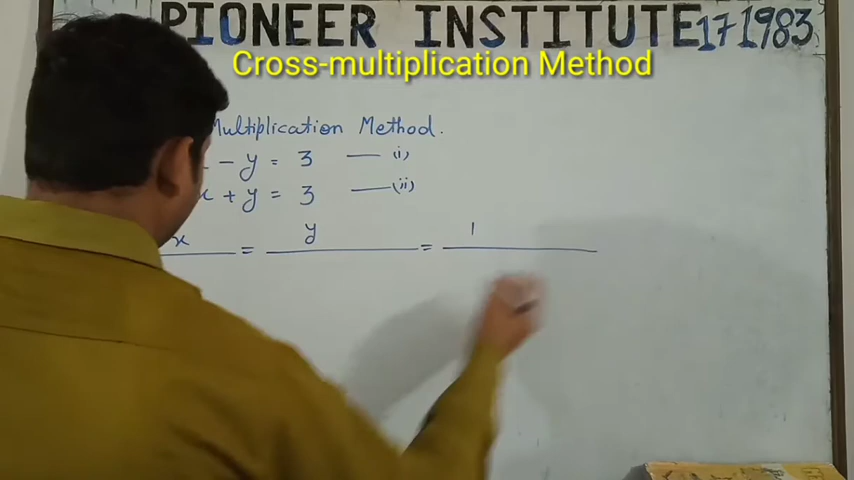 PIONEER INSTITUTE 17 1983
Cross-multiplication Method
Multiplication Method.
- y = 3 —— (i)
x + y = 3 —— (ii)
x = y = 1